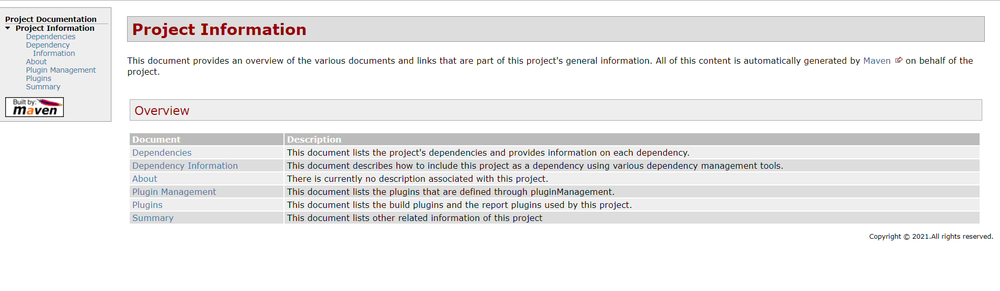 Project Documentation
Project Information
Dependencies
Dependency
Information
About
Plugin Management
Plugins
Summary
Built by:
maven
Project Information
This document provides an overview of the various documents and links that are part of this project's general information. All of this content is automatically generated by Maven on behalf of the
project.
Overview
Document Description
Dependencies This document lists the project's dependencies and provides information on each dependency.
Dependency Information This document describes how to include this project as a dependency using various dependency management tools.
About There is currently no description associated with this project.
Plugin Management This document lists the plugins that are defined through pluginManagement.
Plugins This document lists the build plugins and the report plugins used by this project.
Summary This document lists other related information of this project
Copyright © 2021.All rights reserved.